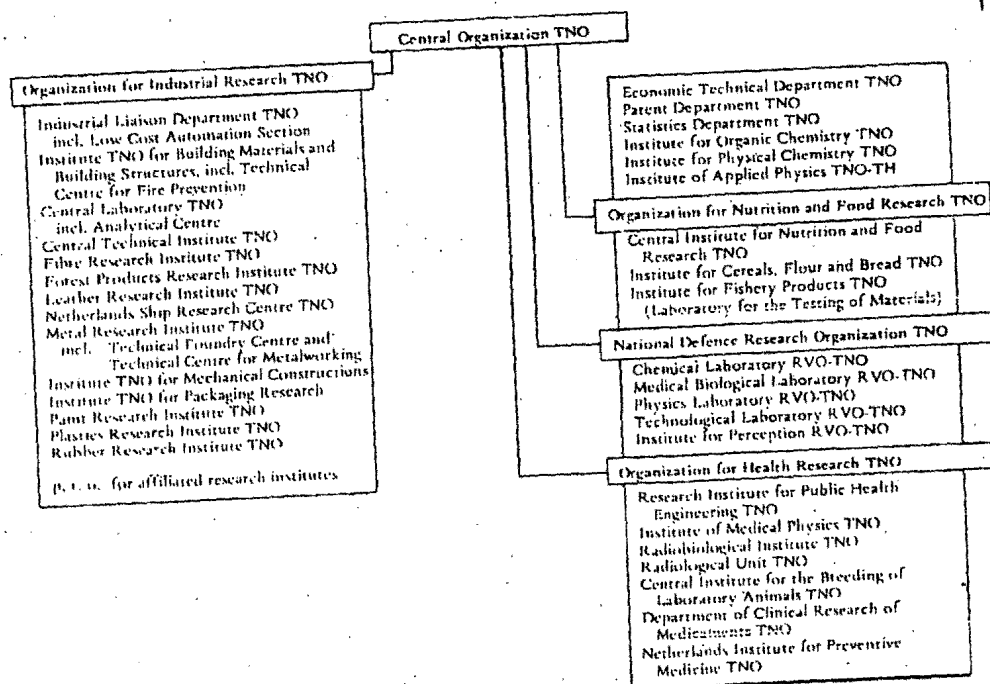 Central Organization TNO
Organization for Industrial Research TNO
Industrial Liaison Department TNO
incl. Low Cost Automation Section
Institute TNO for Building Materials and
Building Structures, incl. Technical
Centre for Fire Prevention
Central Laboratory TNO
incl. Analytical Centre
Central Technical Institute TNO
Fibre Research Institute TNO
Forest Products Research Institute TNO
Leather Research Institute TNO
Netherlands Ship Research Centre TNO
Metal Research Institute TNO
incl. Technical Foundry Centre and
Technical Centre for Metalworking
Institute TNO for Mechanical Constructions
Institute TNO for Packaging Research
Paint Research Institute TNO
Plastics Research Institute TNO
Rubber Research Institute TNO
p.t.o. for affiliated research institutes
Economic Technical Department TNO
Patent Department TNO
Statistics Department TNO
Institute for Organic Chemistry TNO
Institute for Physical Chemistry TNO
Institute of Applied Physics TNO-TH
Organization for Nutrition and Food Research TNO
Central Institute for Nutrition and Food
Research TNO
Institute for Cereals, Flour and Bread TNO
Institute for Fishery Products TNO
(Laboratory for the Testing of Materials)
National Defence Research Organization TNO
Chemical Laboratory RVO-TNO
Medical Biological Laboratory RVO-TNO
Physics Laboratory RVO-TNO
Technological Laboratory RVO-TNO
Institute for Perception RVO-TNO
Organization for Health Research TNO
Research Institute for Public Health
Engineering TNO
Institute of Medical Physics TNO
Radiobiological Institute TNO
Radiological Unit TNO
Central Institute for the Breeding of
Laboratory Animals TNO
Department of Clinical Research of
Medicaments TNO
Netherlands Institute for Preventive
Medicine TNO